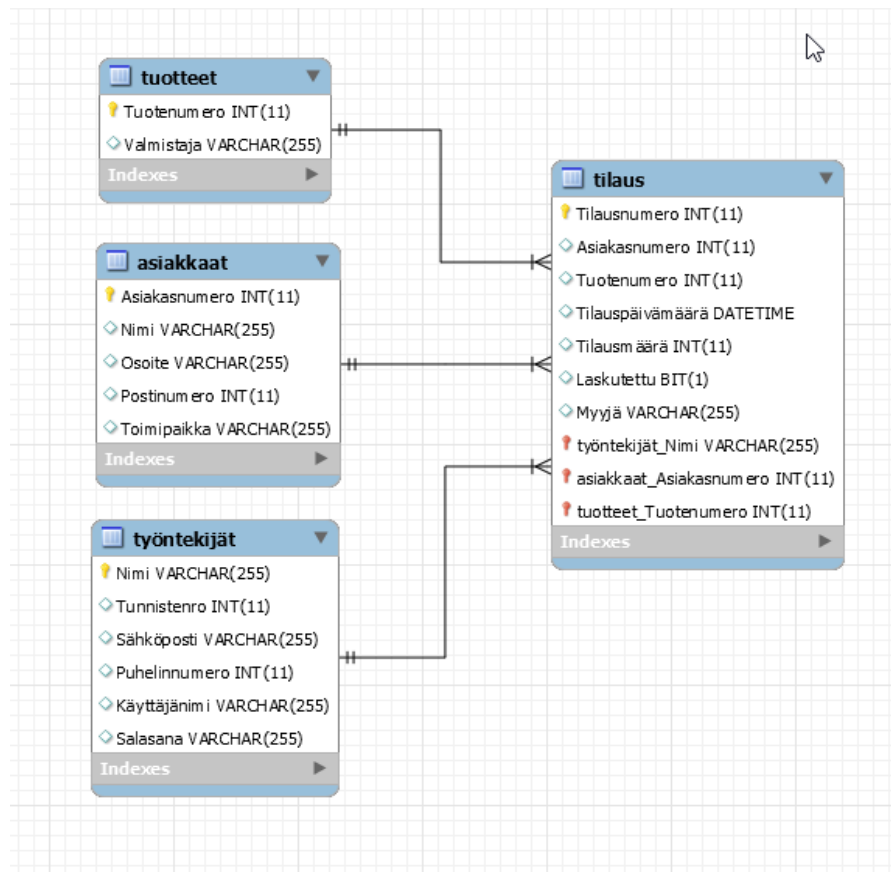 tuotteet
Tuotenumero INT(11)
Valmistaja VARCHAR(255)
Indexes
asiakkaat
Asiakasnumero INT(11)
Nimi VARCHAR(255)
Osoite VARCHAR(255)
Postinumero INT(11)
Toimipaikka VARCHAR(255)
Indexes
työntekijät
Nimi VARCHAR(255)
Tunnistenro INT(11)
Sähköposti VARCHAR(255)
Puhelinnumero INT(11)
Käyttäjänimi VARCHAR(255)
Salasana VARCHAR(255)
Indexes
tilaus
Tilausnumero INT(11)
Asiakasnumero INT(11)
Tuotenumero INT(11)
Tilauspäivämäärä DATETIME
Tilausmäärä INT(11)
Laskutettu BIT(1)
Myyjä VARCHAR(255)
työntekijät_Nimi VARCHAR(255)
asiakkaat_Asiakasnumero INT(11)
tuotteet_Tuotenumero INT(11)
Indexes